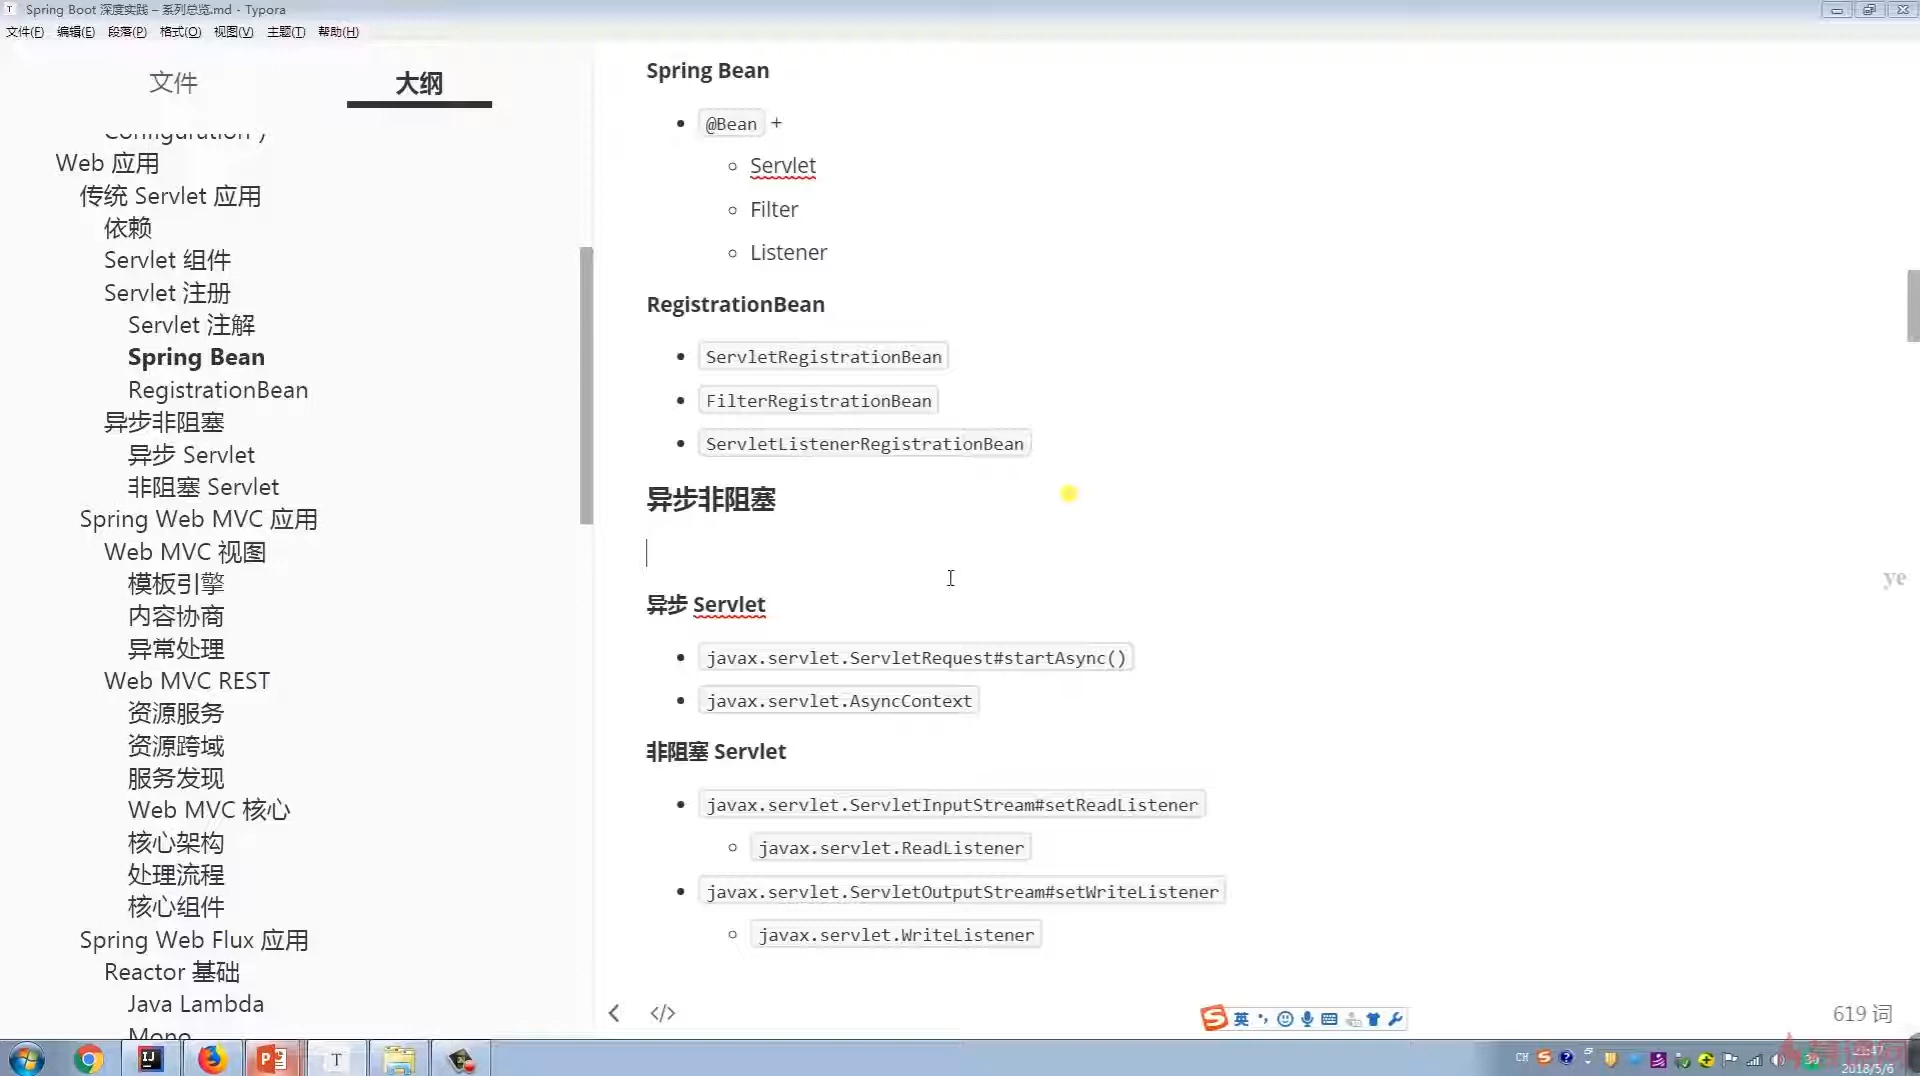 Spring Boot 深度实践 – 系列总览.md - Typora
文件(F) 编辑(E) 段落(P) 格式(O) 视图(V) 主题(T) 帮助(H)
文件 大纲
Configuration )
Web 应用
传统 Servlet 应用
依赖
Servlet 组件
Servlet 注册
Servlet 注解
Spring Bean
RegistrationBean
异步非阻塞
异步 Servlet
非阻塞 Servlet
Spring Web MVC 应用
Web MVC 视图
模板引擎
内容协商
异常处理
Web MVC REST
资源服务
资源跨域
服务发现
Web MVC 核心
核心架构
处理流程
核心组件
Spring Web Flux 应用
Reactor 基础
Java Lambda
Mono
Spring Bean
@Bean +
Servlet
Filter
Listener
RegistrationBean
ServletRegistrationBean
FilterRegistrationBean
ServletListenerRegistrationBean
异步非阻塞
异步 Servlet
javax.servlet.ServletRequest#startAsync()
javax.servlet.AsyncContext
非阻塞 Servlet
javax.servlet.ServletInputStream#setReadListener
javax.servlet.ReadListener
javax.servlet.ServletOutputStream#setWriteListener
javax.servlet.WriteListener
ye
英
619 词
CH
2018/5/6